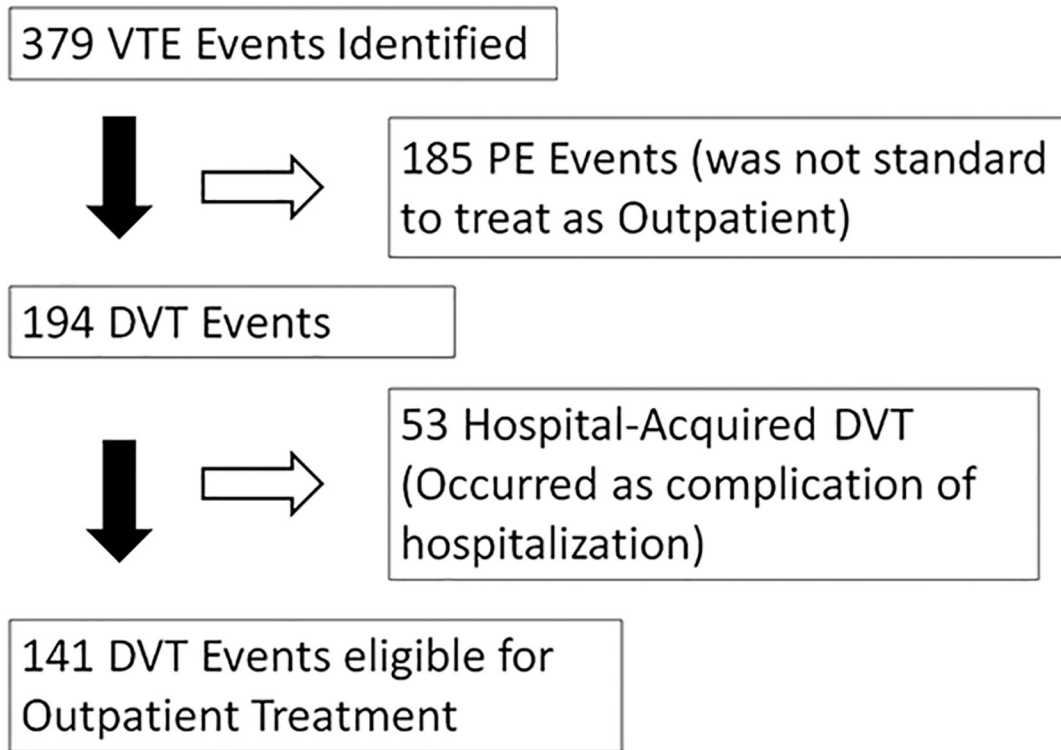 379 VTE Events Identified
185 PE Events (was not standard
to treat as Outpatient)
194 DVT Events
53 Hospital-Acquired DVT
(Occurred as complication of
hospitalization)
141 DVT Events eligible for
Outpatient Treatment